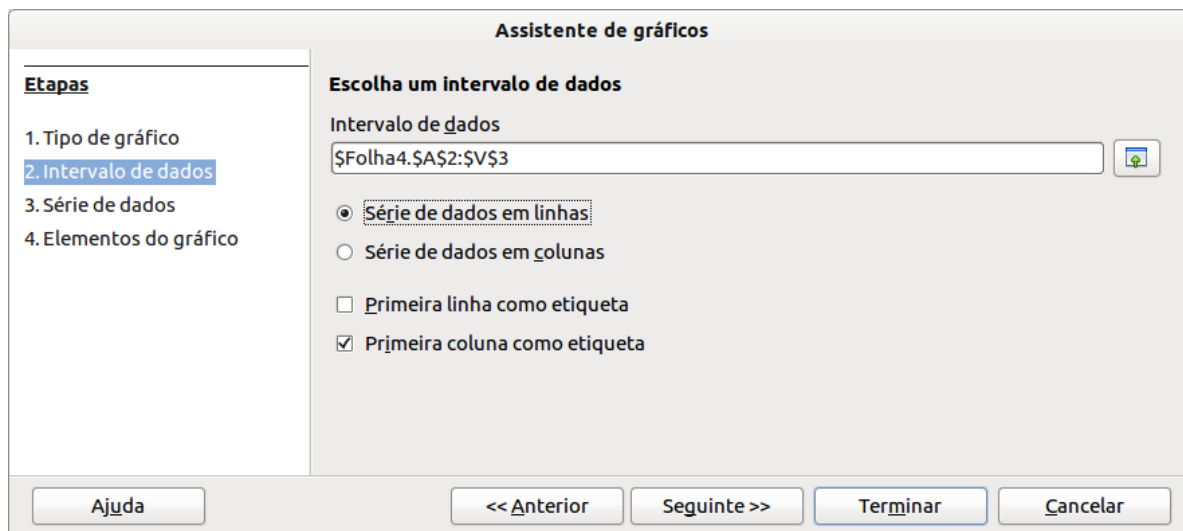 Assistente de gráficos
Etapas
1. Tipo de gráfico
2. Intervalo de dados
3. Série de dados
4. Elementos do gráfico
Escolha um intervalo de dados
Intervalo de dados
$Folha4.$A$2:$V$3
Série de dados em linhas
Série de dados em colunas
Primeira linha como etiqueta
Primeira coluna como etiqueta
Ajuda
<< Anterior
Seguinte >>
Terminar
Cancelar